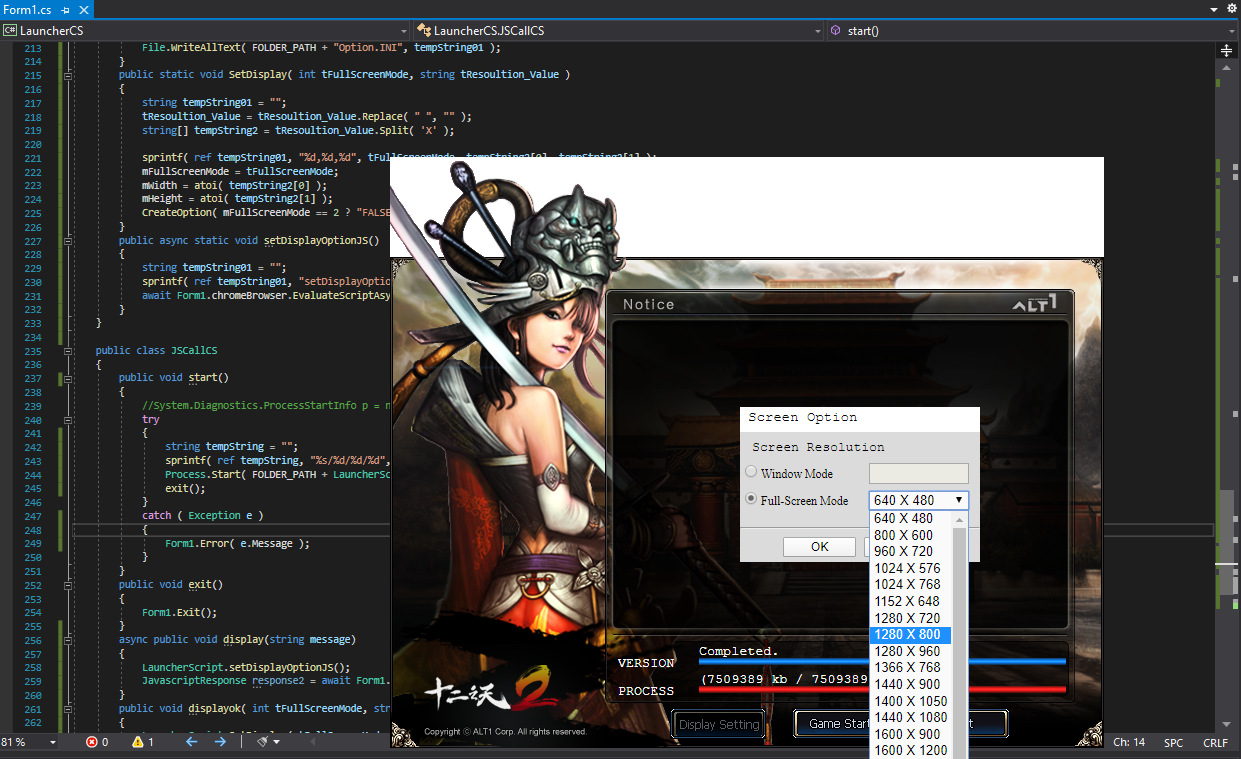 Form1.cs
LauncherCS
LauncherCS.JSCallCS
start()
213 File.WriteAllText( FOLDER_PATH + "Option.INI", tempString01 );
214 }
215 public static void SetDisplay( int tFullScreenMode, string tResoultion_Value )
216 {
217 string tempString01 = "";
218 tResoultion_Value = tResoultion_Value.Replace( " ", "" );
219 string[] tempString2 = tResoultion_Value.Split( 'X' );
220
221 sprintf( ref tempString01, "%d,%d,%d", tFullScreenMode, tempString2[0], tempString2[1] );
222 mFullScreenMode = tFullScreenMode;
223 mWidth = atoi( tempString2[0] );
224 mHeight = atoi( tempString2[1] );
225 CreateOption( mFullScreenMode == 2 ? "FALSE
226 }
227 public async static void setDisplayOptionJS()
228 {
229 string tempString01 = "";
230 sprintf( ref tempString01, "setDisplayOptio
231 await Form1.chromeBrowser.EvaluateScriptAsy
232 }
233 }
234
235 public class JSCallCS
236 {
237 public void start()
238 {
239 //System.Diagnostics.ProcessStartInfo p = n
240 try
241 {
242 string tempString = "";
243 sprintf( ref tempString, "%s/%d/%d/%d",
244 Process.Start( FOLDER_PATH + LauncherSc
245 exit();
246 }
247 catch ( Exception e )
248 {
249 Form1.Error( e.Message );
250 }
251 }
252 public void exit()
253 {
254 Form1.Exit();
255 }
256 async public void display(string message)
257 {
258 LauncherScript.setDisplayOptionJS();
259 JavascriptResponse response2 = await Form1.
260 }
261 public void displayok( int tFullScreenMode, str
262 {
81 %
0
1
Ch: 14
SPC
CRLF
Notice
ALT1
Screen Option
Screen Resolution
Window Mode
Full-Screen Mode
640 X 480
OK
640 X 480
800 X 600
960 X 720
1024 X 576
1024 X 768
1152 X 648
1280 X 720
1280 X 800
1280 X 960
1366 X 768
1440 X 900
1400 X 1050
1440 X 1080
1600 X 900
1600 X 1200
Completed.
VERSION
(7509389 kb / 7509389
PROCESS
Display Setting
Game Start
十二之天2
Copyright ⓒ ALT1 Corp. All rights reserved.